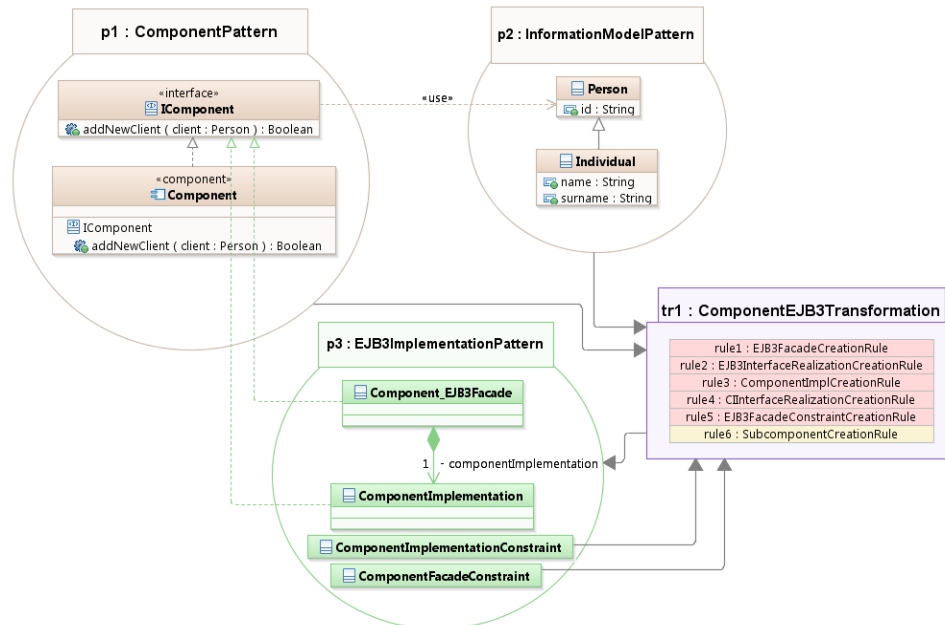 p1 : ComponentPattern
«interface»
IComponent
addNewClient ( client : Person ) : Boolean
«component»
Component
IComponent
addNewClient ( client : Person ) : Boolean
«use»
p2 : InformationModelPattern
Person
id : String
Individual
name : String
surname : String
tr1 : ComponentEJB3Transformation
rule1 : EJB3FacadeCreationRule
rule2 : EJB3InterfaceRealizationCreationRule
rule3 : ComponentImplCreationRule
rule4 : CIInterfaceRealizationCreationRule
rule5 : EJB3FacadeConstraintCreationRule
rule6 : SubcomponentCreationRule
p3 : EJB3ImplementationPattern
Component_EJB3Facade
1 - componentImplementation
ComponentImplementation
ComponentImplementationConstraint
ComponentFacadeConstraint